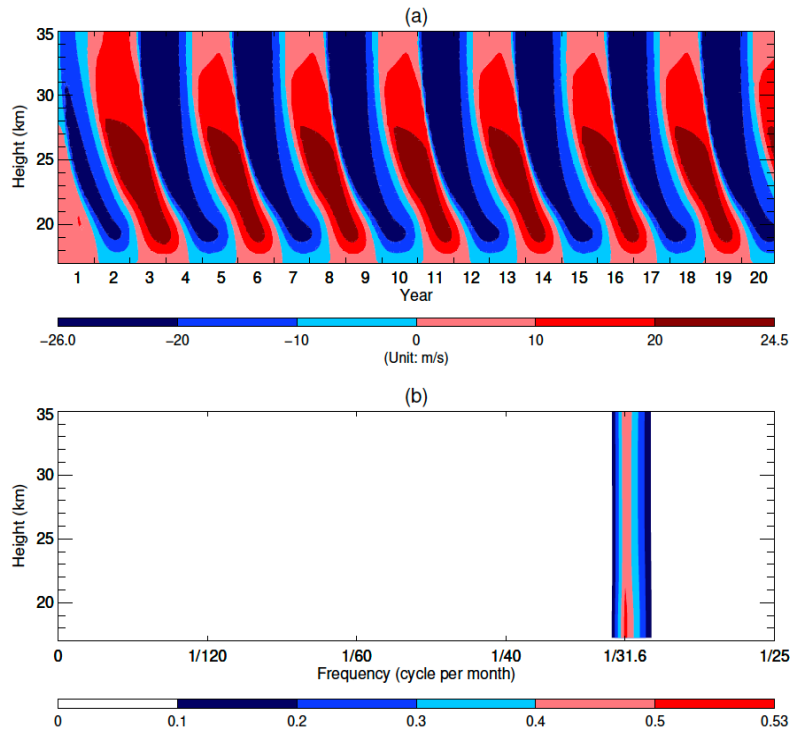 (a)
35
30
25
20
Height (km)
1 2 3 4 5 6 7 8 9 10 11 12 13 14 15 16 17 18 19 20
Year
−26.0 −20 −10 0 10 20 24.5
(Unit: m/s)
(b)
35
30
25
20
Height (km)
0 1/120 1/60 1/40 1/31.6 1/25
Frequency (cycle per month)
0 0.1 0.2 0.3 0.4 0.5 0.53